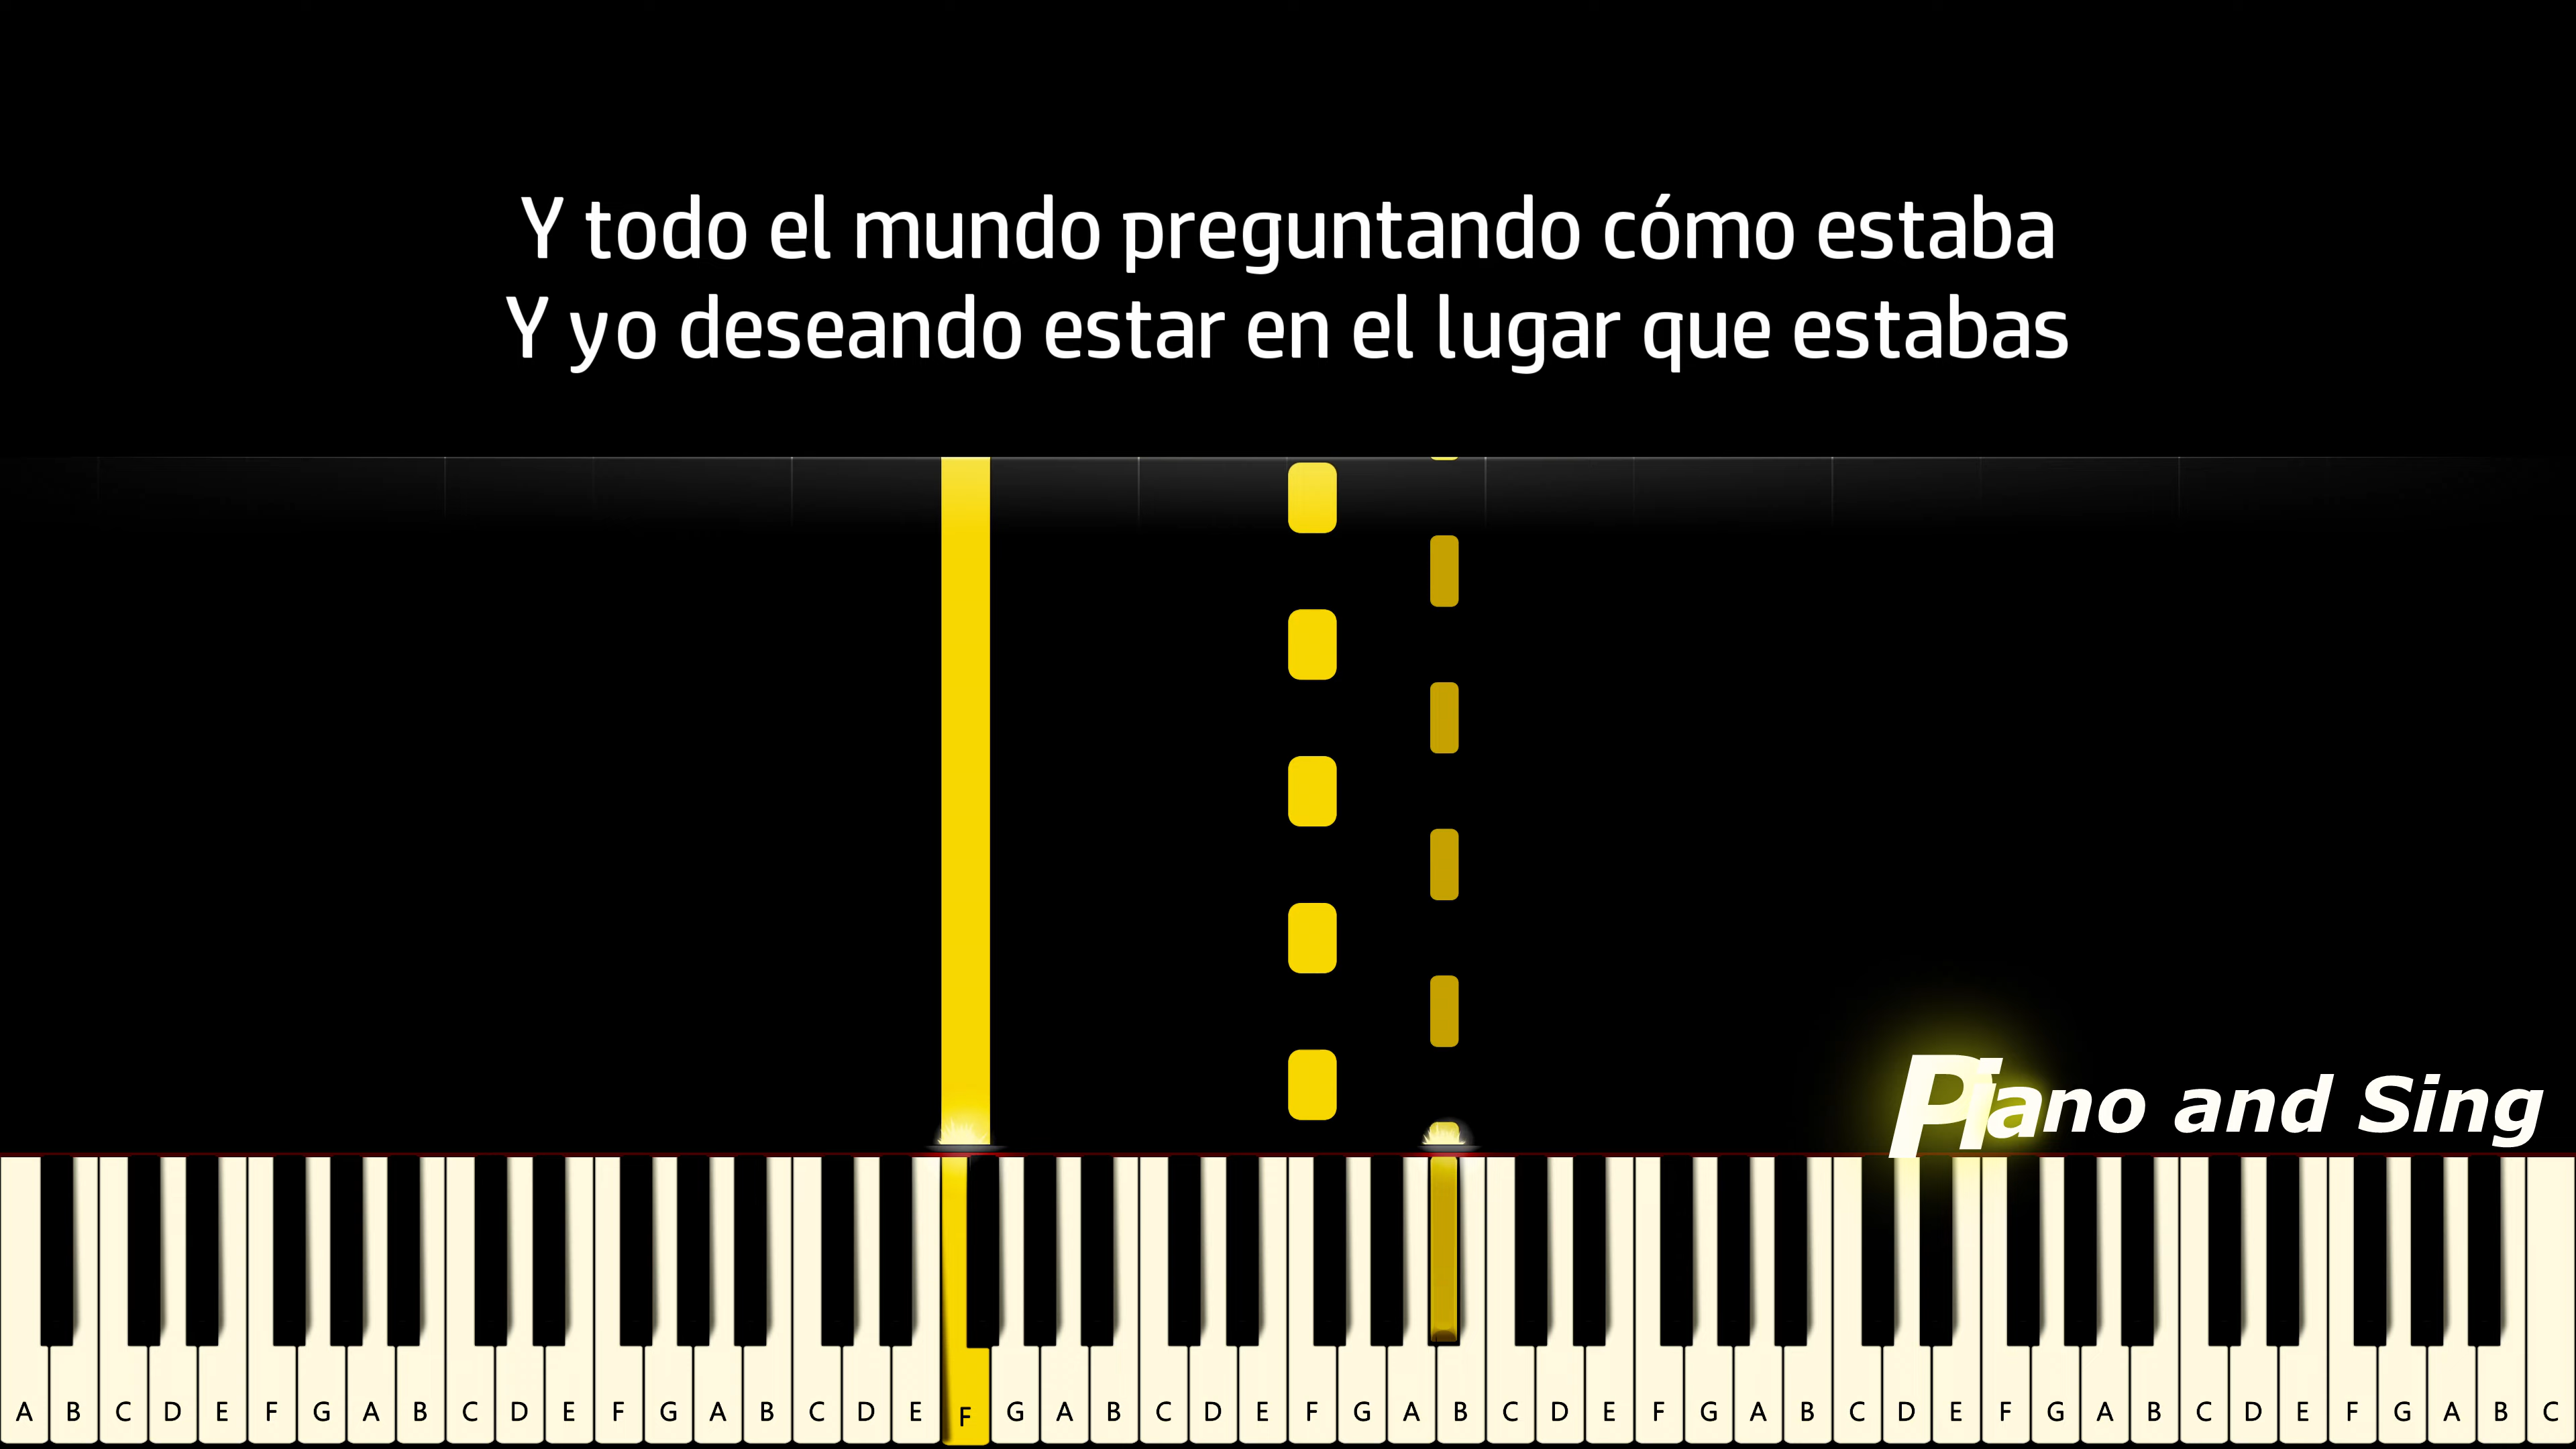 Y todo el mundo preguntando cómo estaba
Y yo deseando estar en el lugar que estabas
Piano and Sing
A B C D E F G A B C D E F G A B C D E F G A B C D E F G A B C D E F G A B C D E F G A B C D E F G A B C